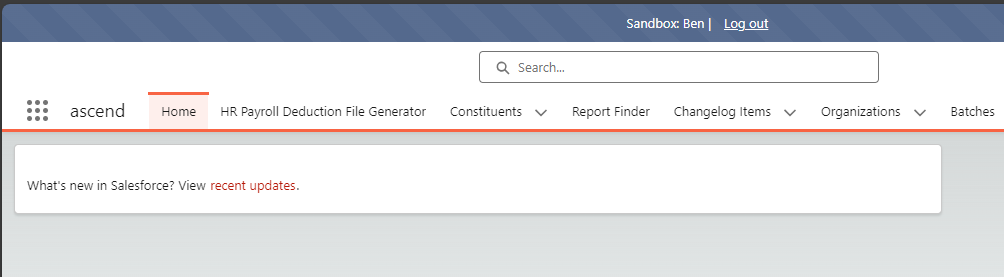 Sandbox: Ben | Log out
Search...
ascend Home HR Payroll Deduction File Generator Constituents Report Finder Changelog Items Organizations Batches
What's new in Salesforce? View recent updates.